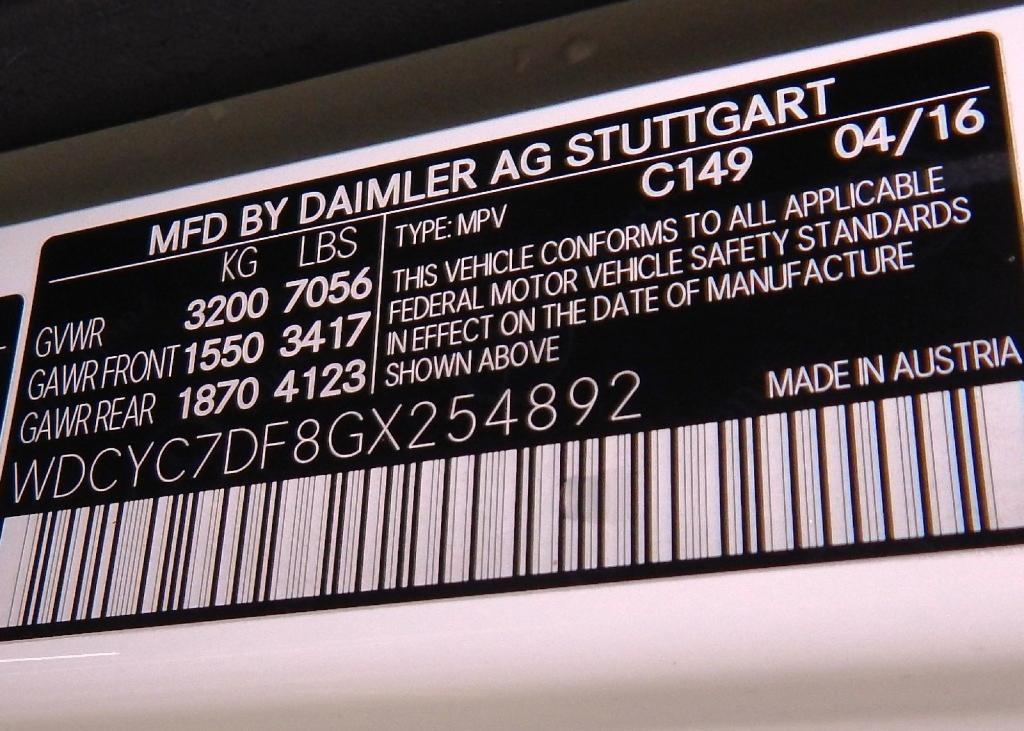 MFD BY DAIMLER AG STUTTGART
KG LBS
GVWR 3200 7056
GAWR FRONT 1550 3417
GAWR REAR 1870 4123
TYPE: MPV C149 04/16
THIS VEHICLE CONFORMS TO ALL APPLICABLE
FEDERAL MOTOR VEHICLE SAFETY STANDARDS
IN EFFECT ON THE DATE OF MANUFACTURE
SHOWN ABOVE
WDCYC7DF8GX254892
MADE IN AUSTRIA